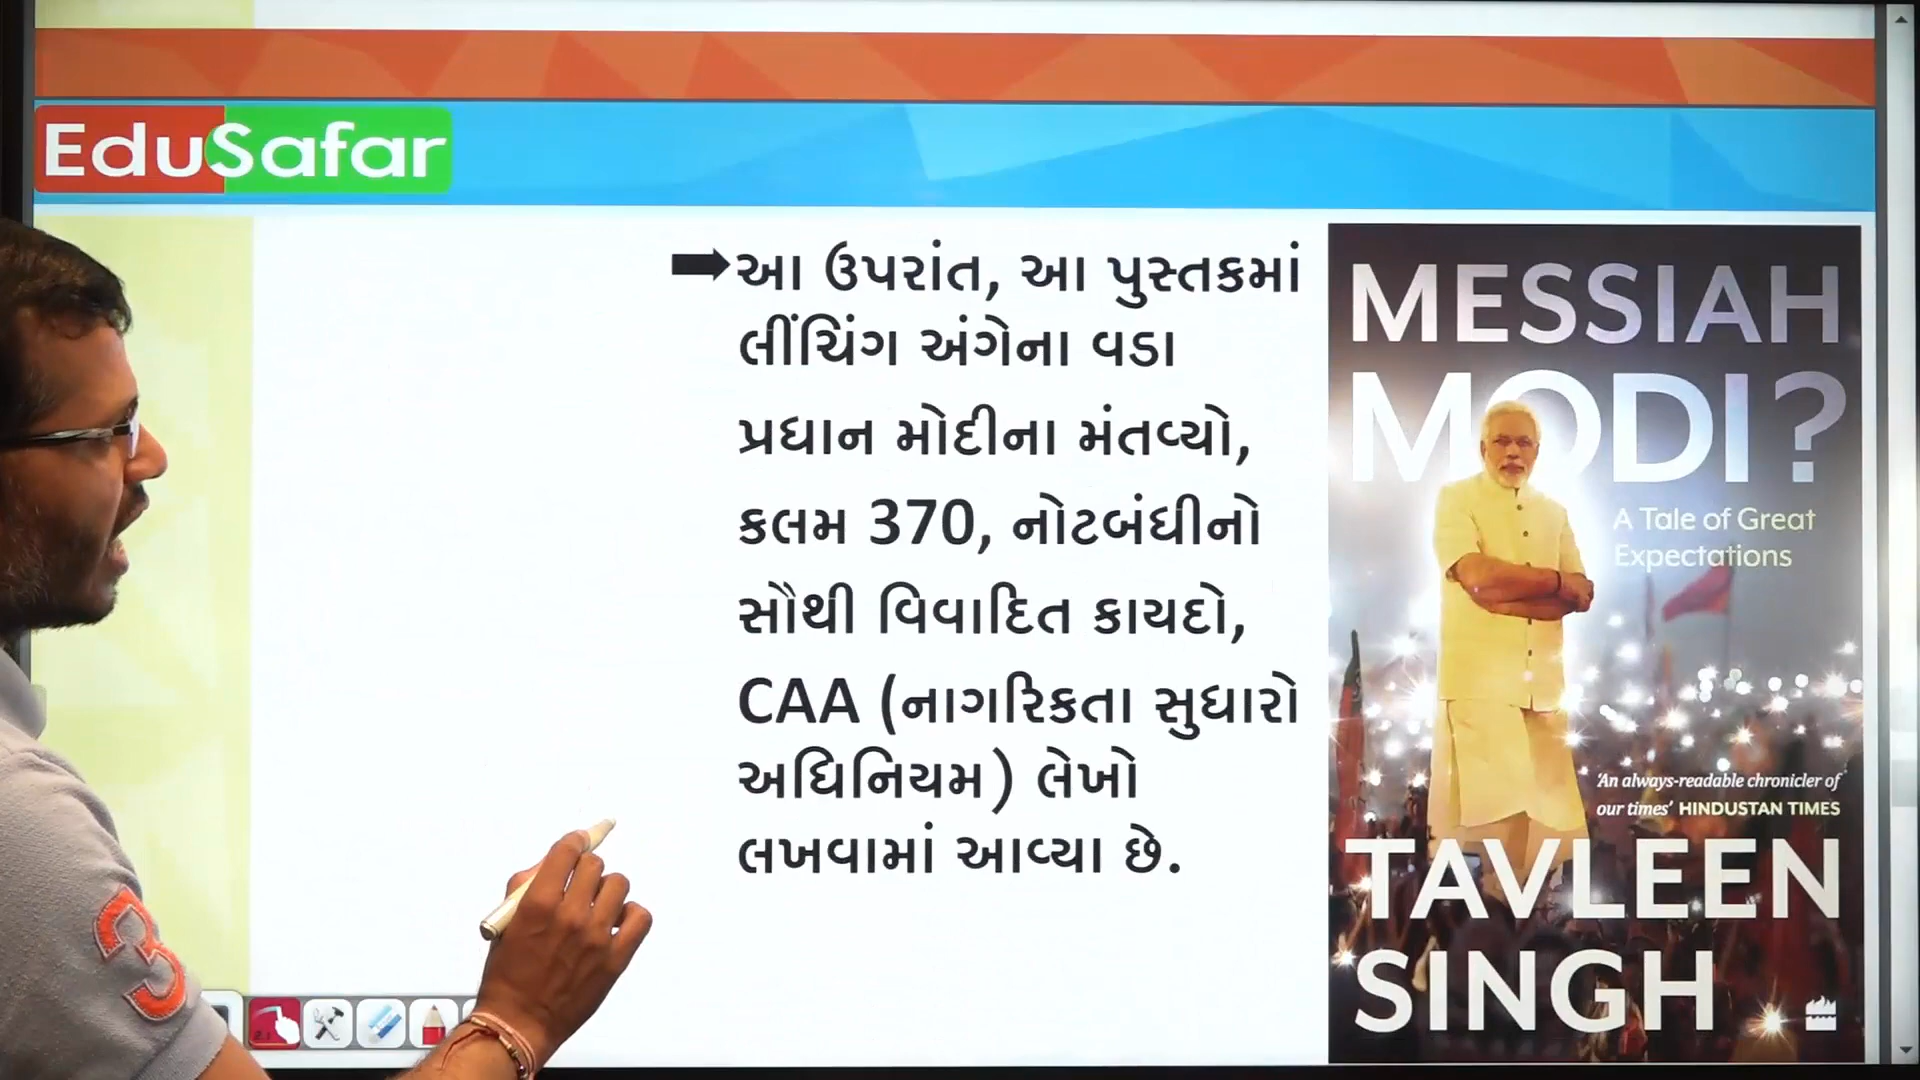 EduSafar
આ ઉપરાંત, આ પુસ્તકમાં
લીંચિંગ અંગેના વડા
પ્રધાન મોદીના મંતવ્યો,
કલમ 370, નોટબંધીનો
સૌથી વિવાદિત કાયદો,
CAA (નાગરિકતા સુધારો
અધિનિયમ) લેખો
લખવામાં આવ્યા છે.
MESSIAH
MODI?
A Tale of Great
Expectations
'An always-readable chronicler of
our times' HINDUSTAN TIMES
TAVLEEN
SINGH
3